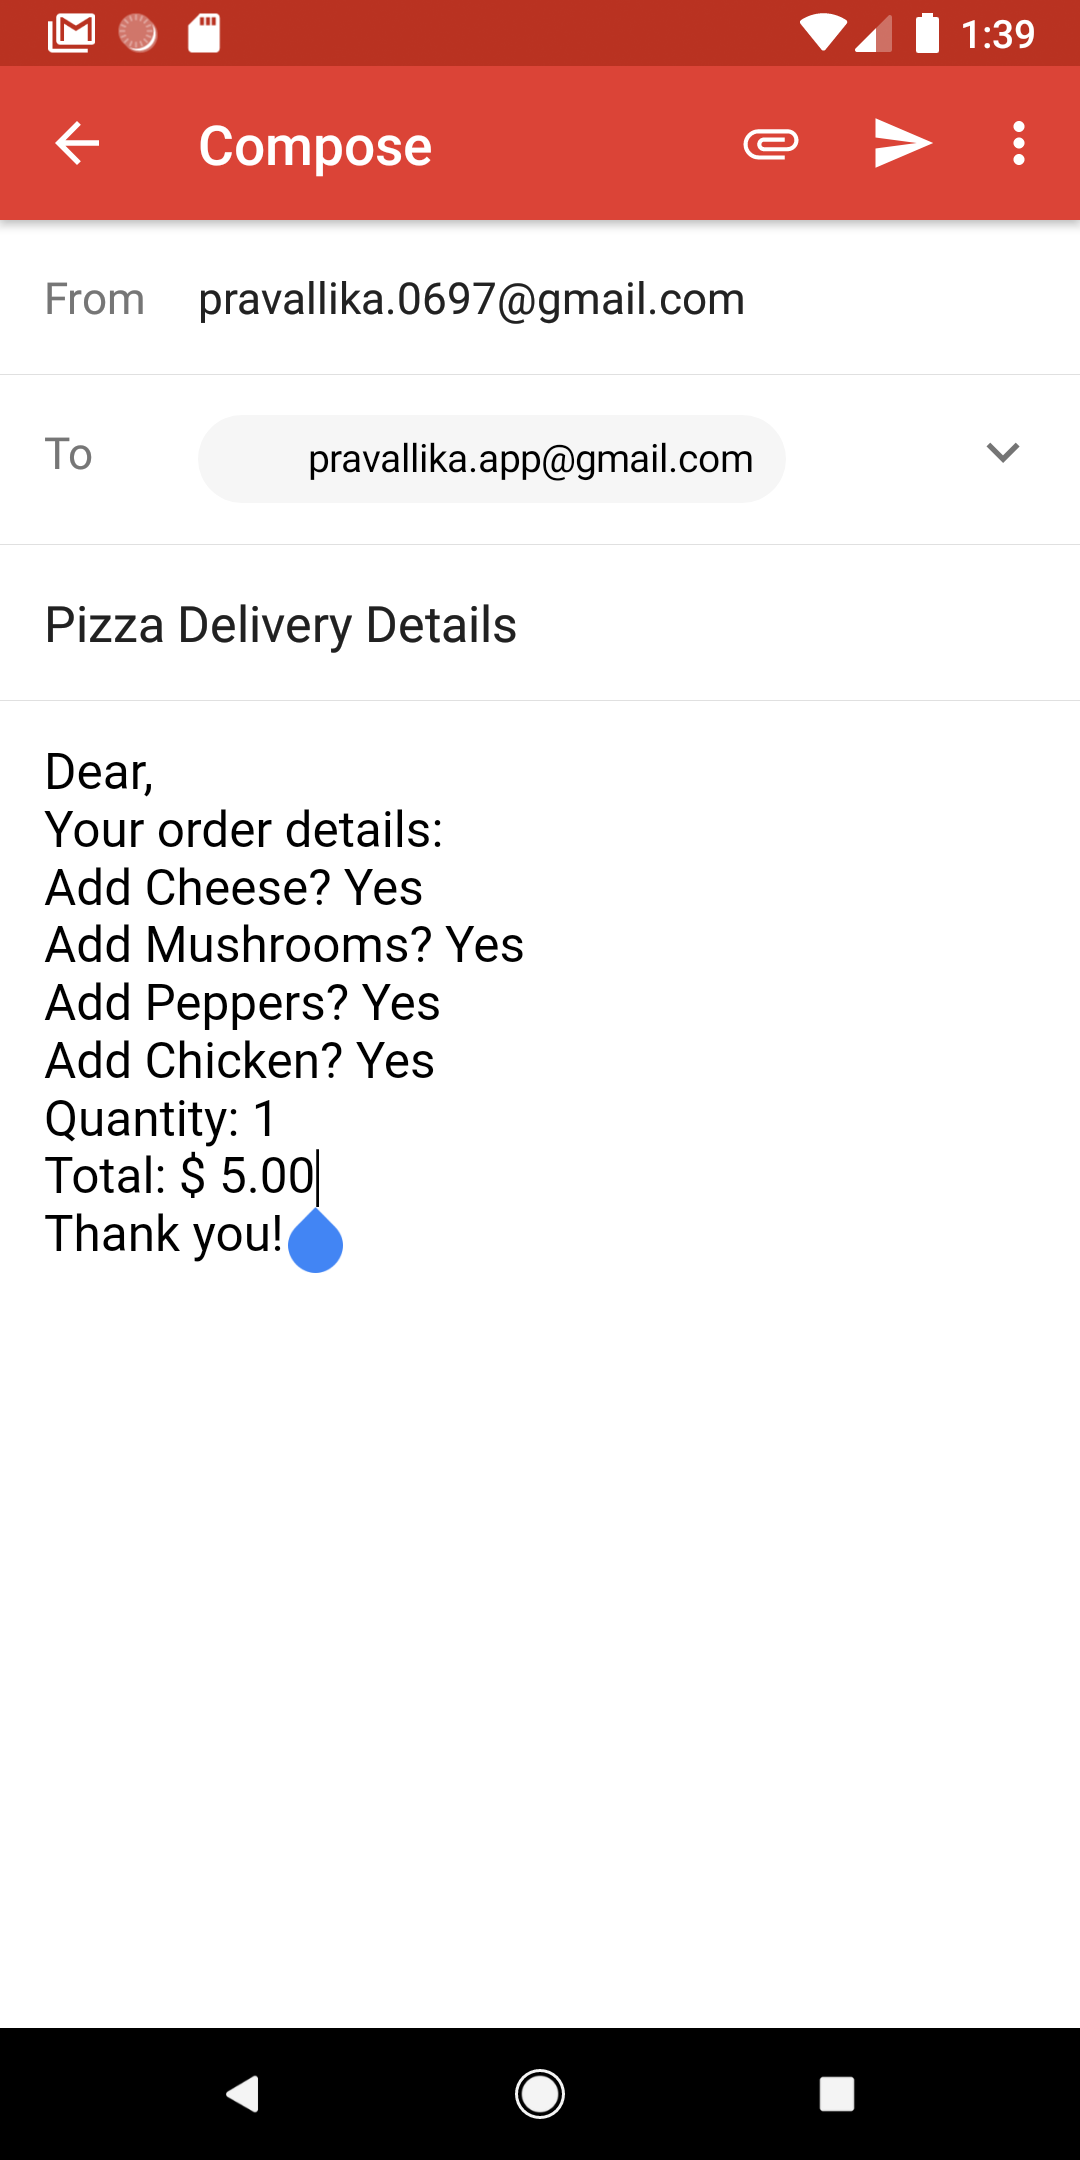 1:39
Compose
From pravallika.0697@gmail.com
To pravallika.app@gmail.com
Pizza Delivery Details
Dear,
Your order details:
Add Cheese? Yes
Add Mushrooms? Yes
Add Peppers? Yes
Add Chicken? Yes
Quantity: 1
Total: $ 5.00
Thank you!